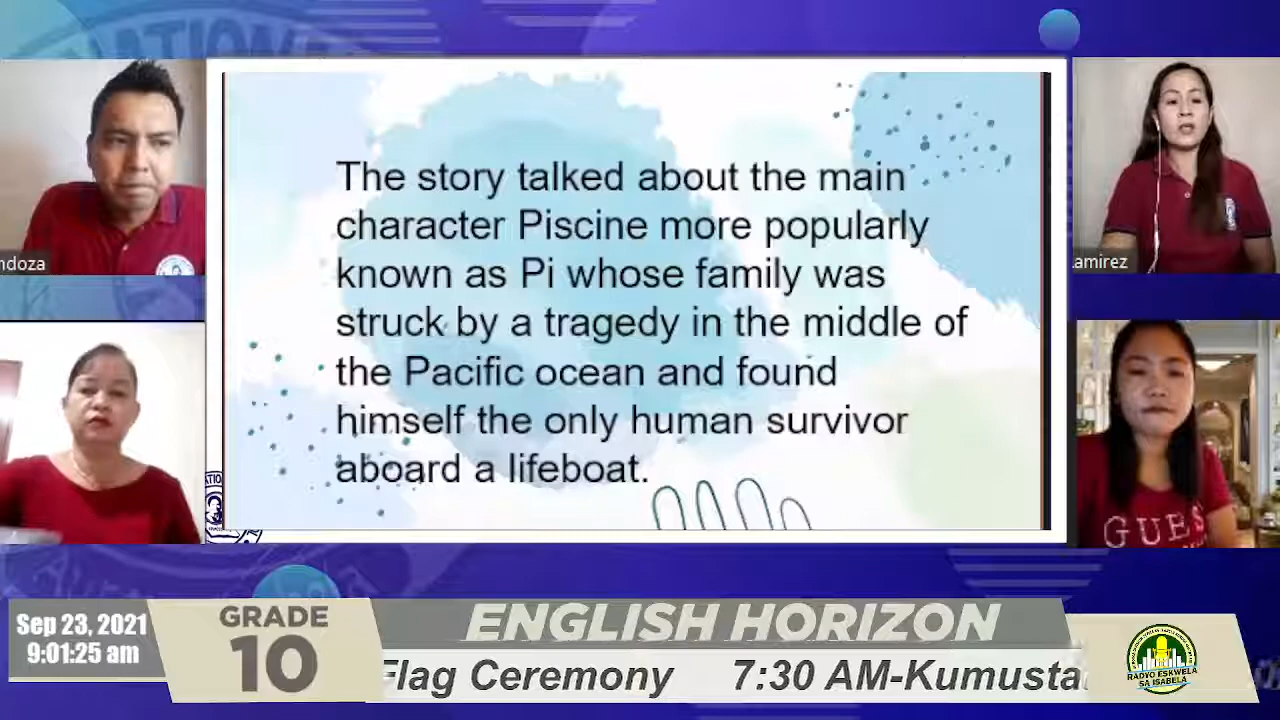 NATIONAL
The story talked about the main
character Piscine more popularly
known as Pi whose family was
struck by a tragedy in the middle of
the Pacific ocean and found
himself the only human survivor
aboard a lifeboat.
ndoza
amirez
GUES
Sep 23, 2021
9:01:25 am
GRADE
10
ENGLISH HORIZON
Flag Ceremony 7:30 AM-Kumusta
RADYO ESKWELA
SA ISABELA